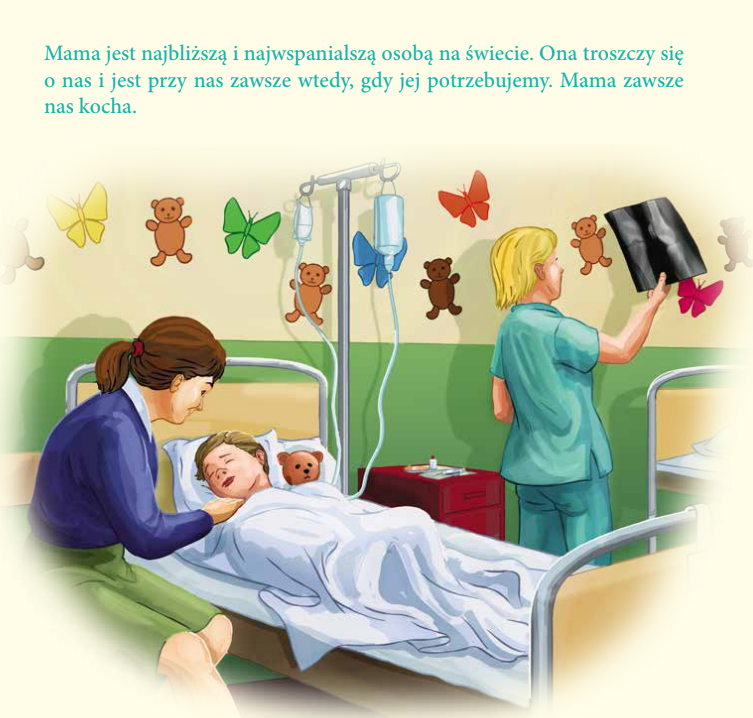 Mama jest najbliższą i najwspanialszą osobą na świecie. Ona troszczy się
o nas i jest przy nas zawsze wtedy, gdy jej potrzebujemy. Mama zawsze
nas kocha.